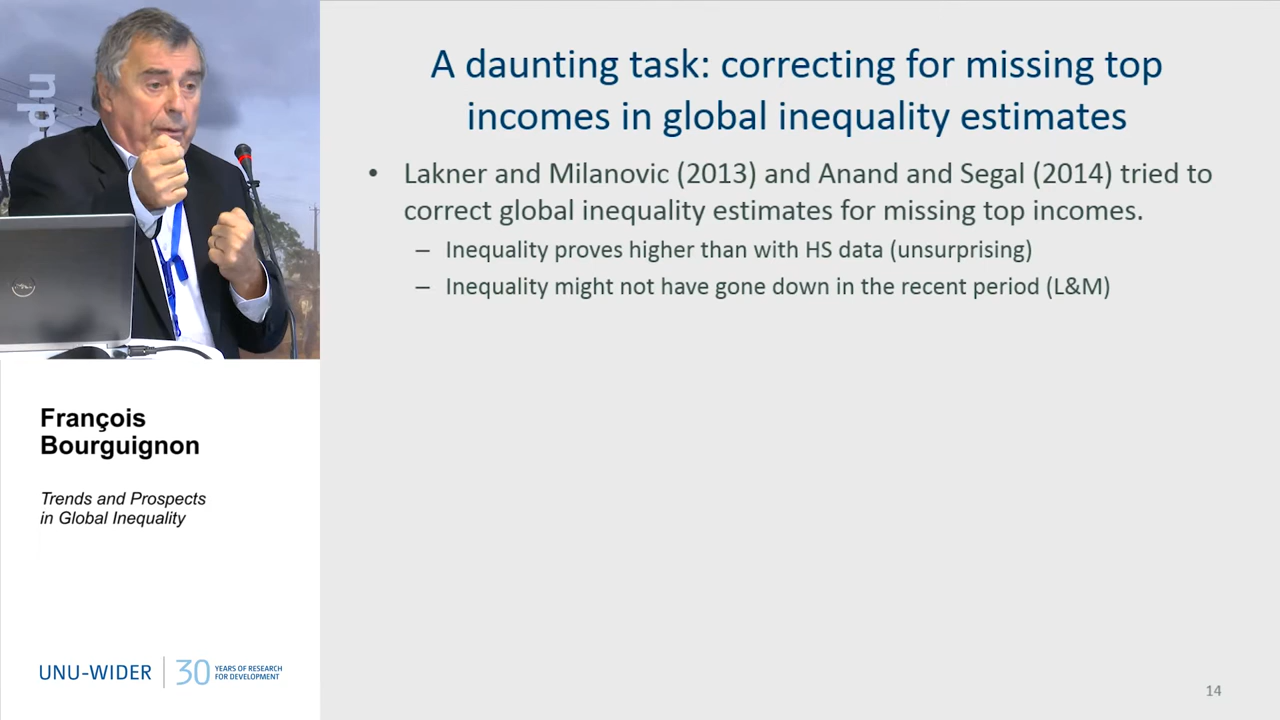 A daunting task: correcting for missing top
incomes in global inequality estimates
• Lakner and Milanovic (2013) and Anand and Segal (2014) tried to
correct global inequality estimates for missing top incomes.
– Inequality proves higher than with HS data (unsurprising)
– Inequality might not have gone down in the recent period (L&M)
François
Bourguignon
Trends and Prospects
in Global Inequality
UNU-WIDER
30
YEARS OF RESEARCH
FOR DEVELOPMENT
14